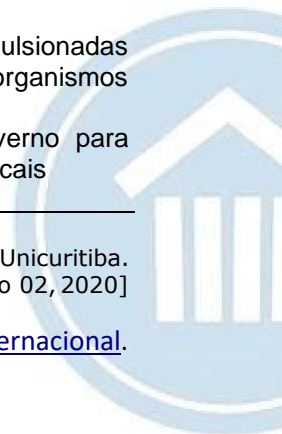 ulsionadas
organismos
verno para
cais
Unicuritiba.
o 02, 2020]
ernacional.